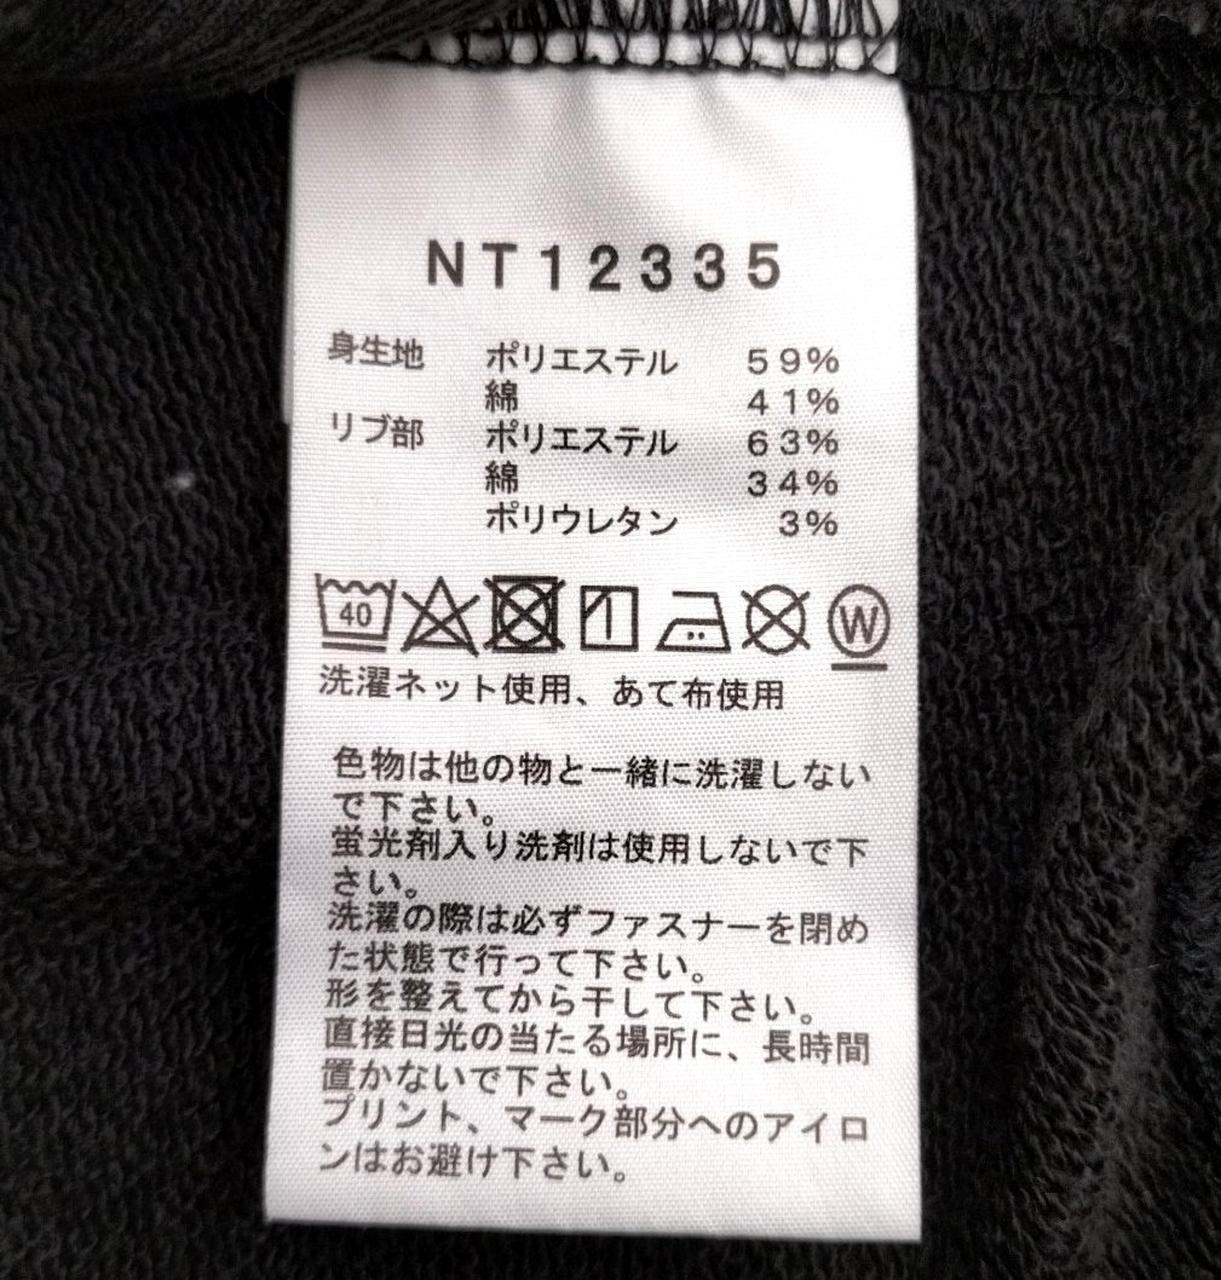 NT12335
身生地 ポリエステル 59%
綿 41%
リブ部 ポリエステル 63%
綿 34%
ポリウレタン 3%
40 W
洗濯ネット使用、あて布使用
色物は他の物と一緒に洗濯しない
で下さい。
蛍光剤入り洗剤は使用しないで下
さい。
洗濯の際は必ずファスナーを閉め
た状態で行って下さい。
形を整えてから干して下さい。
直接日光の当たる場所に、長時間
置かないで下さい。
プリント、マーク部分へのアイロ
ンはお避け下さい。